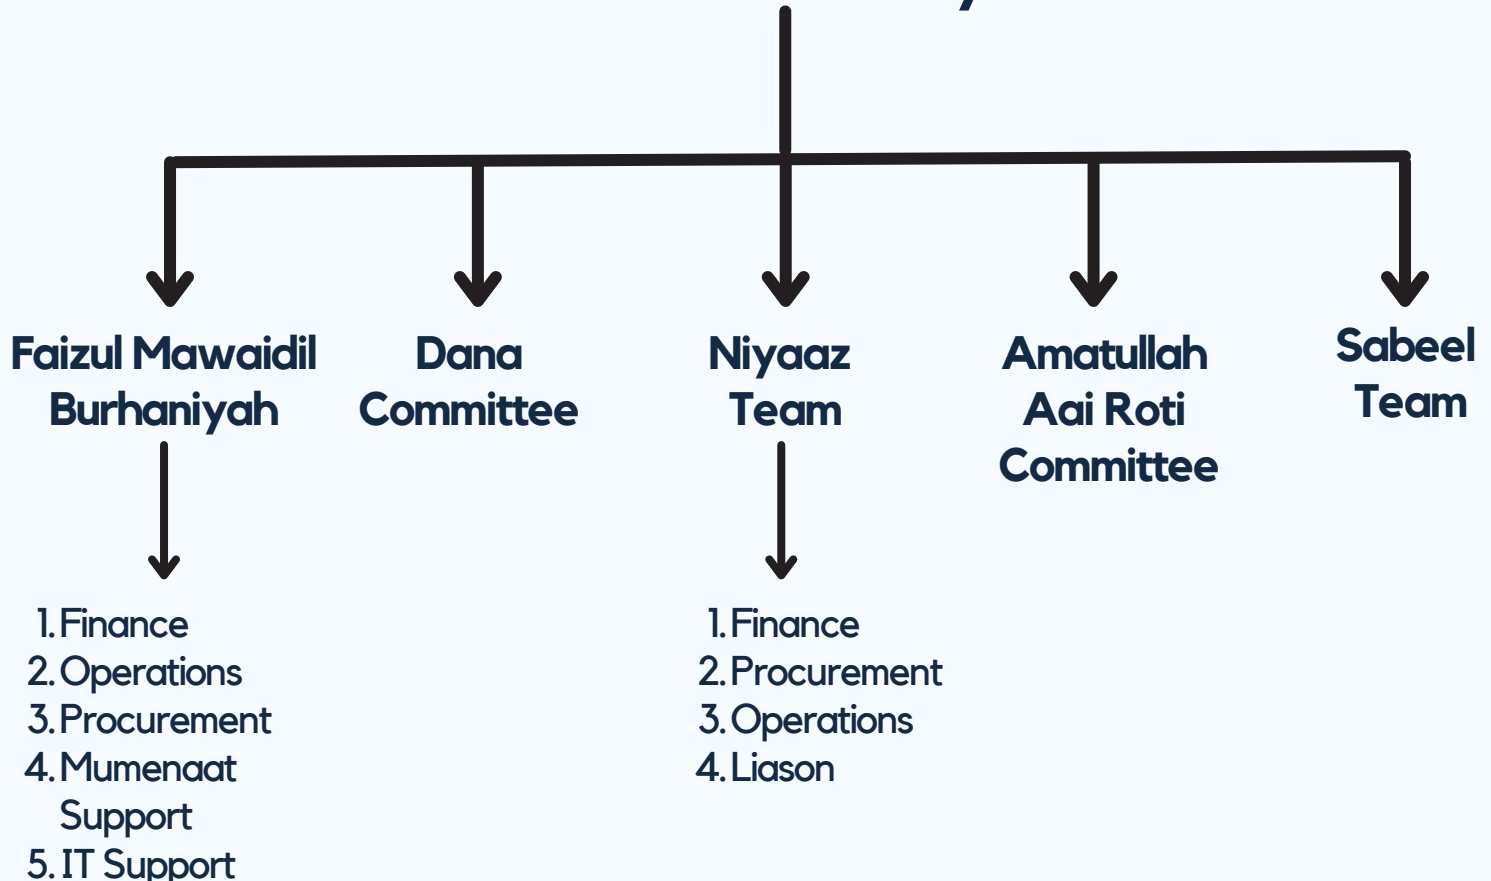 Faizul Mawaidil
Burhaniyah
Dana
Committee
Niyaaz
Team
Amatullah
Aai Roti
Committee
Sabeel
Team
1. Finance
2. Operations
3. Procurement
4. Mumenaat
Support
5. IT Support
1. Finance
2. Procurement
3. Operations
4. Liason